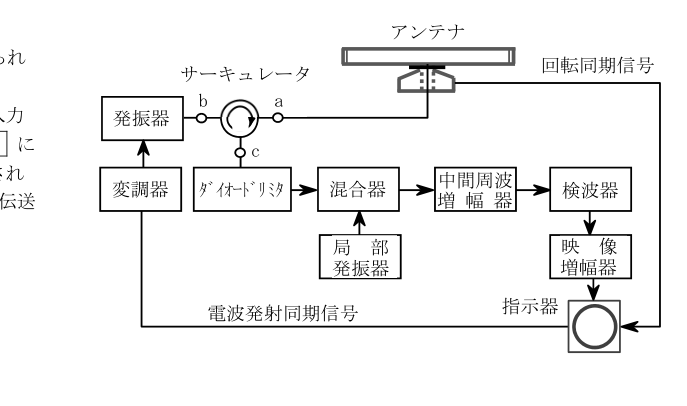 アンテナ
られ
回転同期信号
サーキュレータ
b
a
入力
発振器
に
c
され
ﾀﾞｲｵｰﾄﾞﾘﾐﾀ
変調器
混合器
中間周波
増幅器
検波器
伝送
局部
発振器
映像
増幅器
電波発射同期信号
指示器